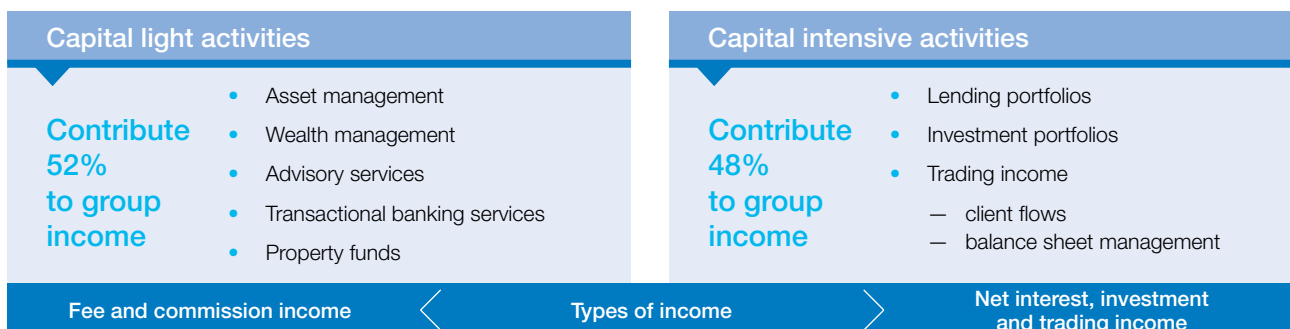 Capital light activities
Contribute
52%
to group
income
• Asset management
• Wealth management
• Advisory services
• Transactional banking services
• Property funds
Capital intensive activities
Contribute
48%
to group
income
• Lending portfolios
• Investment portfolios
• Trading income
— client flows
— balance sheet management
Fee and commission income
Types of income
Net interest, investment
and trading income